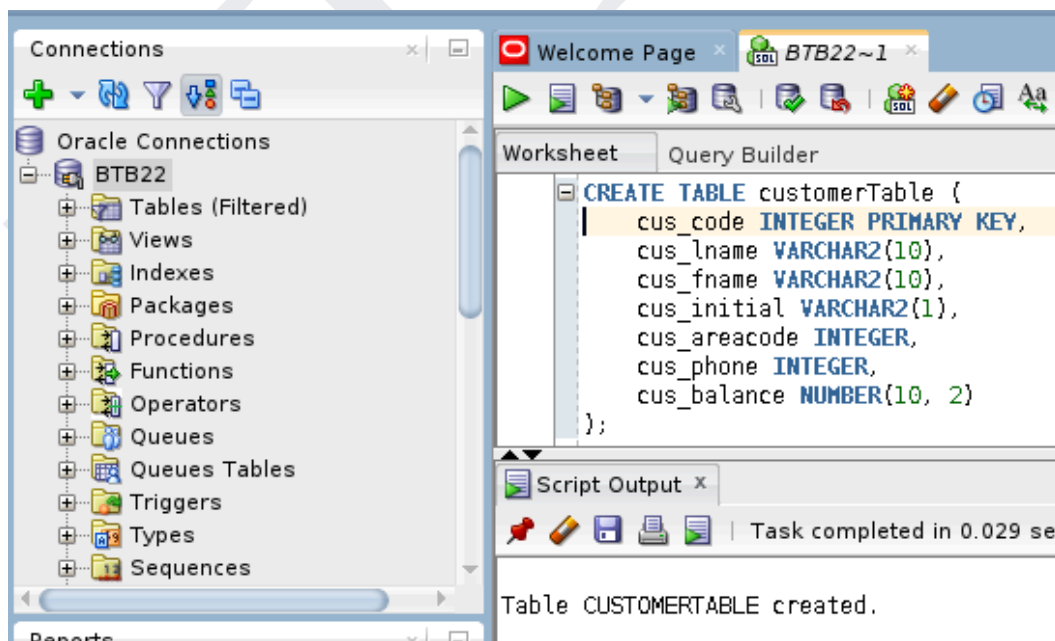 Connections
Oracle Connections
BTB22
Tables (Filtered)
Views
Indexes
Packages
Procedures
Functions
Operators
Queues
Queues Tables
Triggers
Types
Sequences
Reports
Welcome Page
BTB22~1
Worksheet
Query Builder
CREATE TABLE customerTable (
cus_code INTEGER PRIMARY KEY,
cus_lname VARCHAR2(10),
cus_fname VARCHAR2(10),
cus_initial VARCHAR2(1),
cus_areacode INTEGER,
cus_phone INTEGER,
cus_balance NUMBER(10, 2)
);
Script Output
Task completed in 0.029 se
Table CUSTOMERTABLE created.